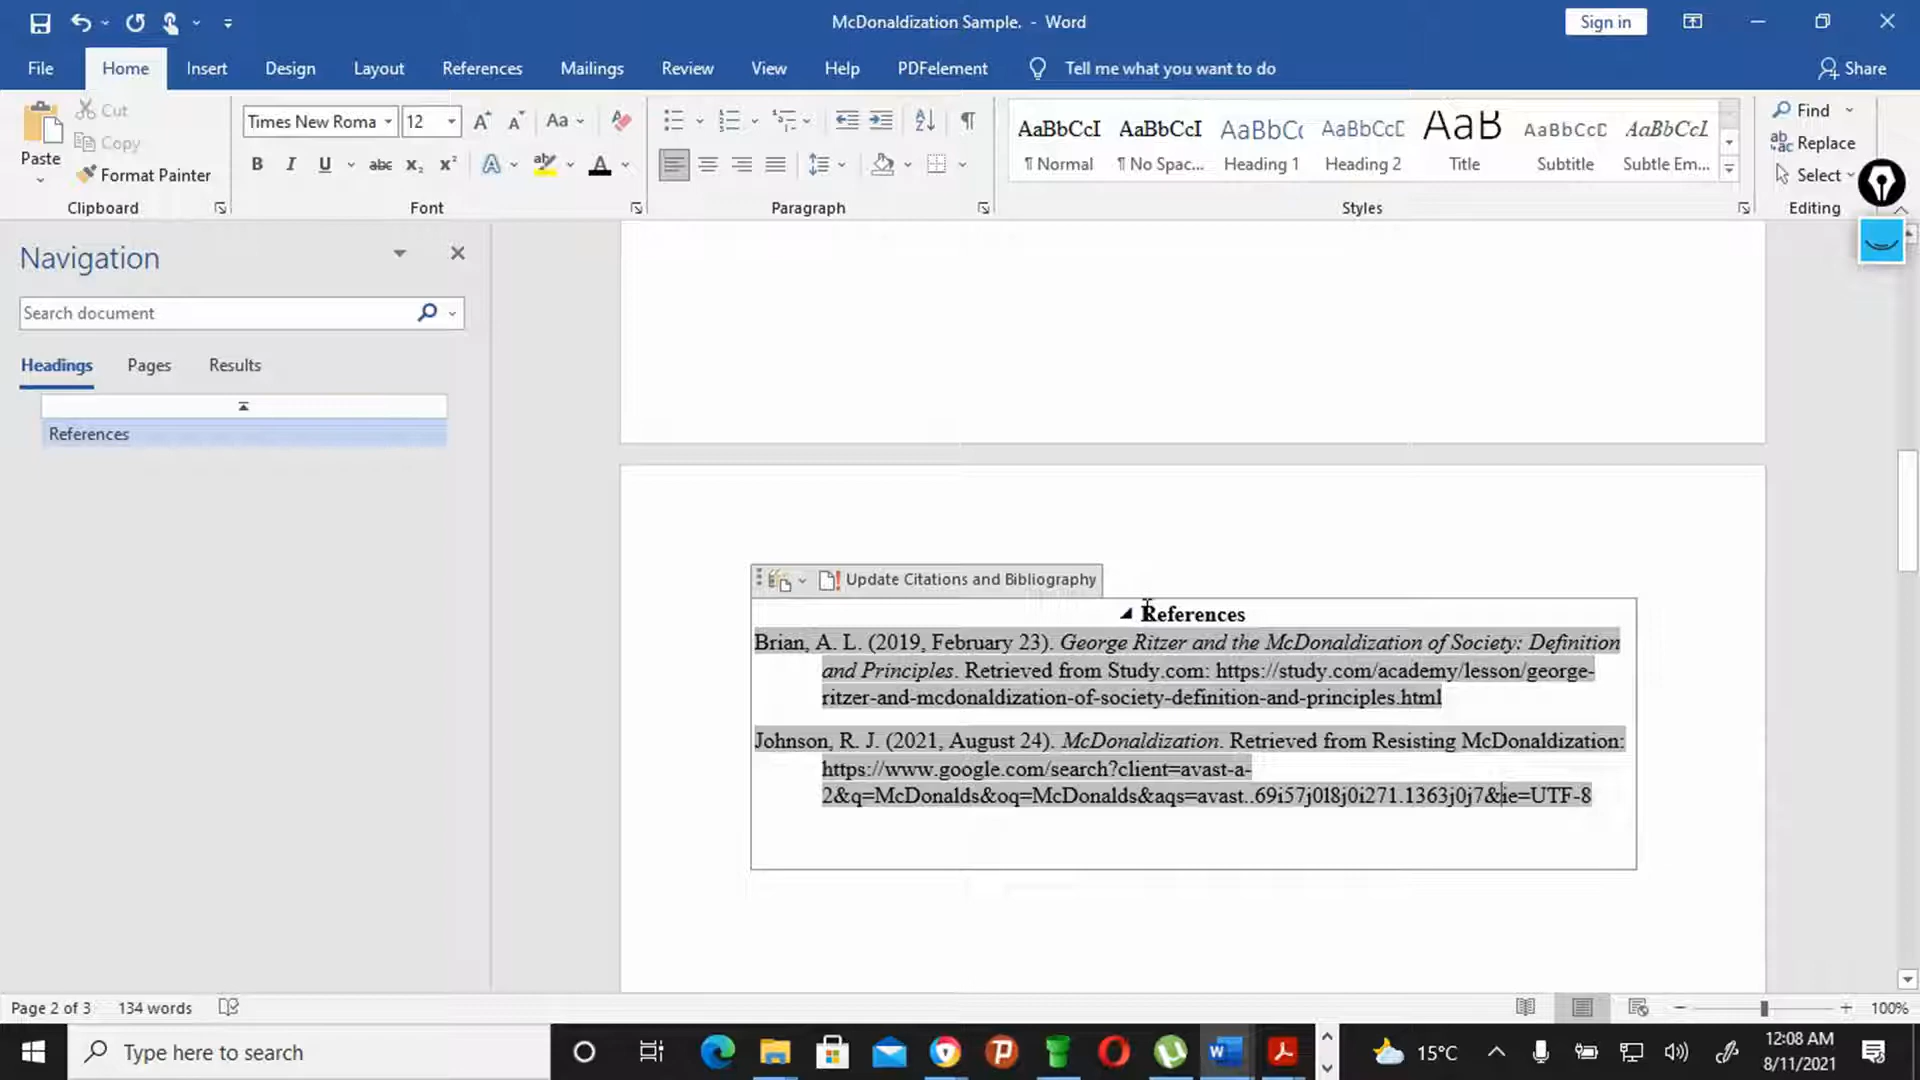 McDonaldization Sample. - Word
Sign in
File Home Insert Design Layout References Mailings Review View Help PDFelement Tell me what you want to do Share
Paste
Cut
Copy
Format Painter
Clipboard
Times New Roma 12
Font
Paragraph
AaBbCcI AaBbCcI AaBbCc AaBbCcD AaB AaBbCcD AaBbCcI
¶ Normal ¶ No Spac... Heading 1 Heading 2 Title Subtitle Subtle Em...
Styles
Find
Replace
Select
Editing
Navigation
Search document
Headings Pages Results
References
Update Citations and Bibliography
References
Brian, A. L. (2019, February 23). George Ritzer and the McDonaldization of Society: Definition
and Principles. Retrieved from Study.com: https://study.com/academy/lesson/george-
ritzer-and-mcdonaldization-of-society-definition-and-principles.html
Johnson, R. J. (2021, August 24). McDonaldization. Retrieved from Resisting McDonaldization:
https://www.google.com/search?client=avast-a-
2&q=McDonalds&oq=McDonalds&aqs=avast..69i57j0l8j0i271.1363j0j7&ie=UTF-8
Page 2 of 3 134 words
100%
Type here to search
15°C
12:08 AM
8/11/2021